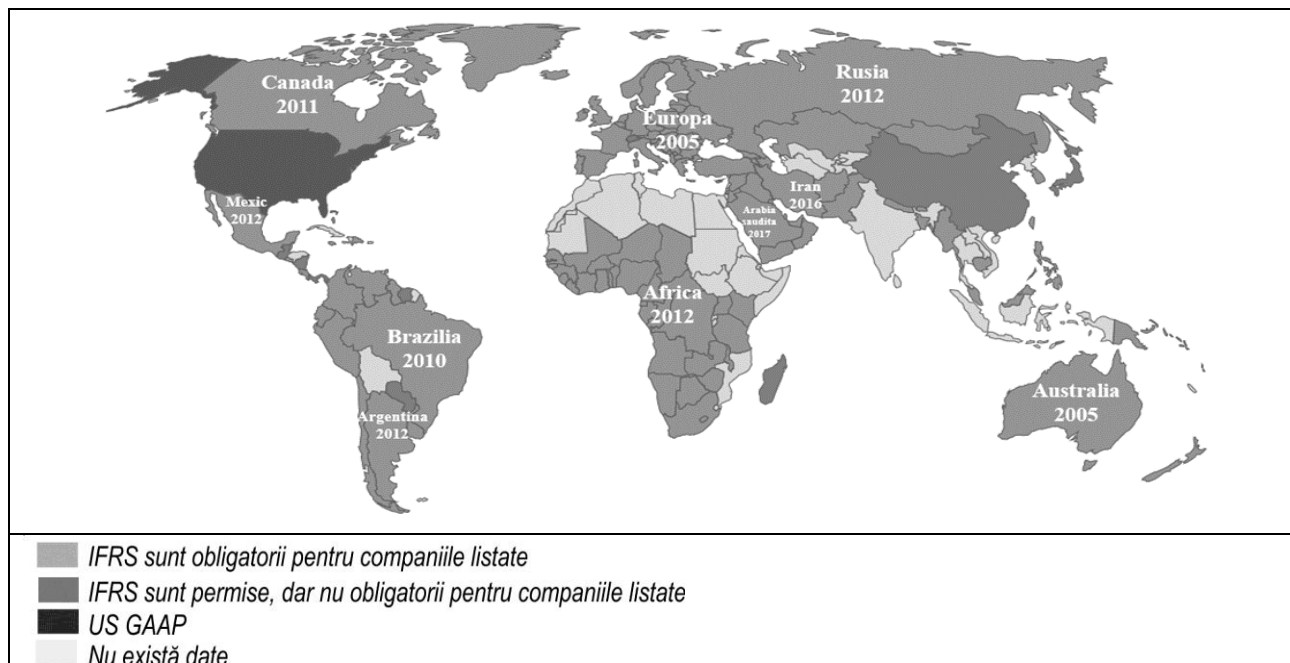 Canada
2011
Rusia
2012
Europa
2005
Mexic
2012
Iran
2016
Arabia
saudita
2017
Africa
2012
Brazilia
2010
Argentina
2012
Australia
2005
IFRS sunt obligatorii pentru companiile listate
IFRS sunt permise, dar nu obligatorii pentru companiile listate
US GAAP
Nu există date